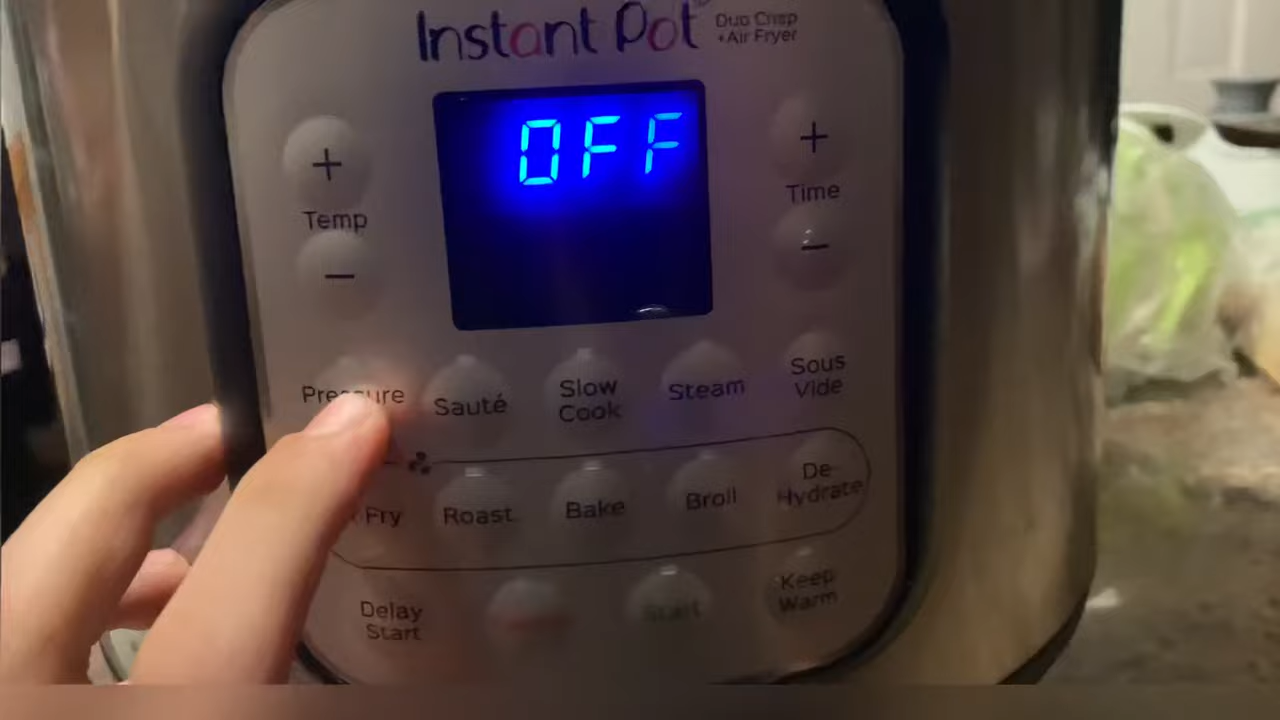 Instant Pot
Duo Crisp
+Air Fryer
OFF
+
Temp
−
+
Time
−
Pressure
Sauté
Slow
Cook
Steam
Sous
Vide
Fry
Roast
Bake
Broil
De
Hydrate
Delay
Start
Start
Keep
Warm